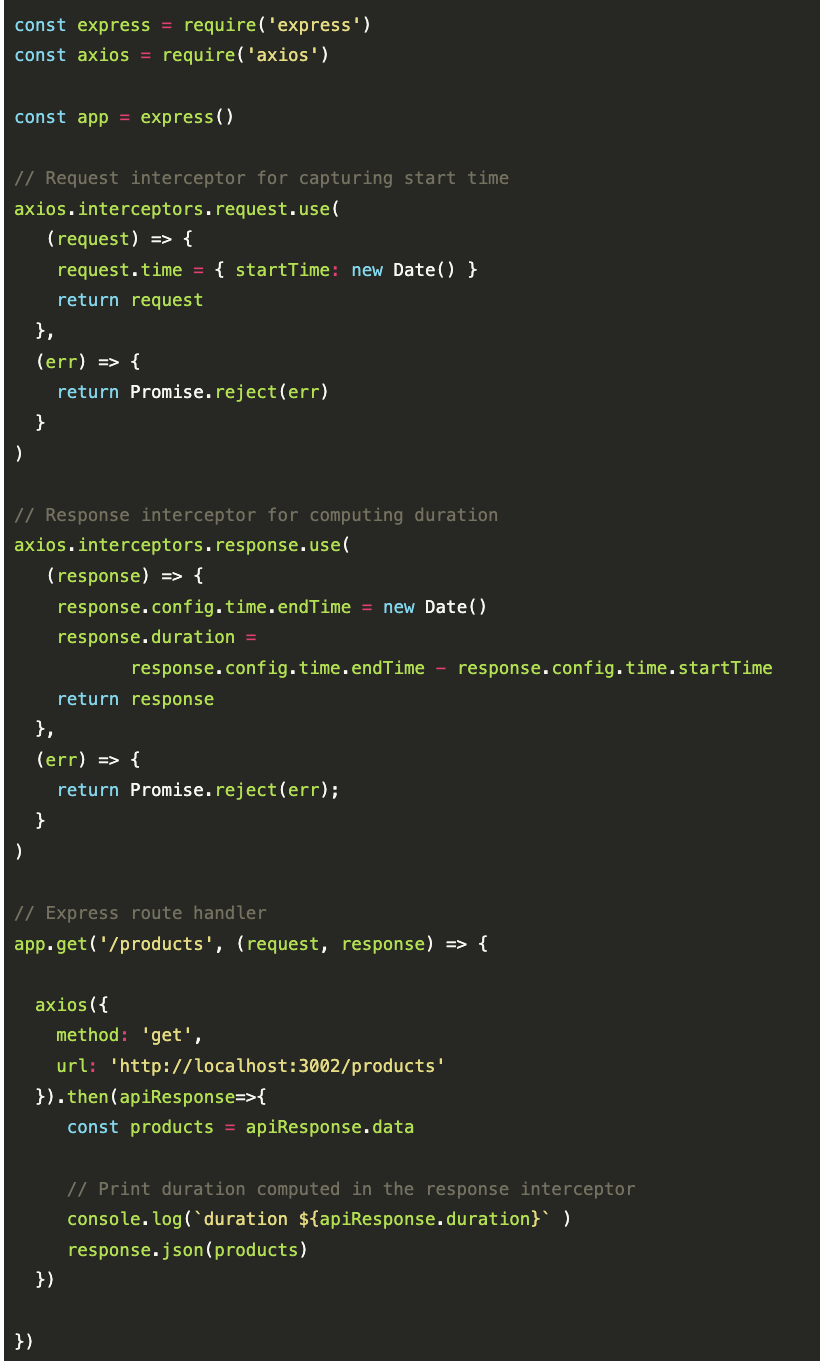 const express = require('express')
const axios = require('axios')

const app = express()

// Request interceptor for capturing start time
axios.interceptors.request.use(
   (request) => {
    request.time = { startTime: new Date() }
    return request
  },
  (err) => {
    return Promise.reject(err)
  }
)

// Response interceptor for computing duration
axios.interceptors.response.use(
   (response) => {
    response.config.time.endTime = new Date()
    response.duration =
           response.config.time.endTime - response.config.time.startTime
    return response
  },
  (err) => {
    return Promise.reject(err);
  }
)

// Express route handler
app.get('/products', (request, response) => {

  axios({
    method: 'get',
    url: 'http://localhost:3002/products'
  }).then(apiResponse=>{
     const products = apiResponse.data

     // Print duration computed in the response interceptor
     console.log(`duration ${apiResponse.duration}` )
     response.json(products)
  })

})